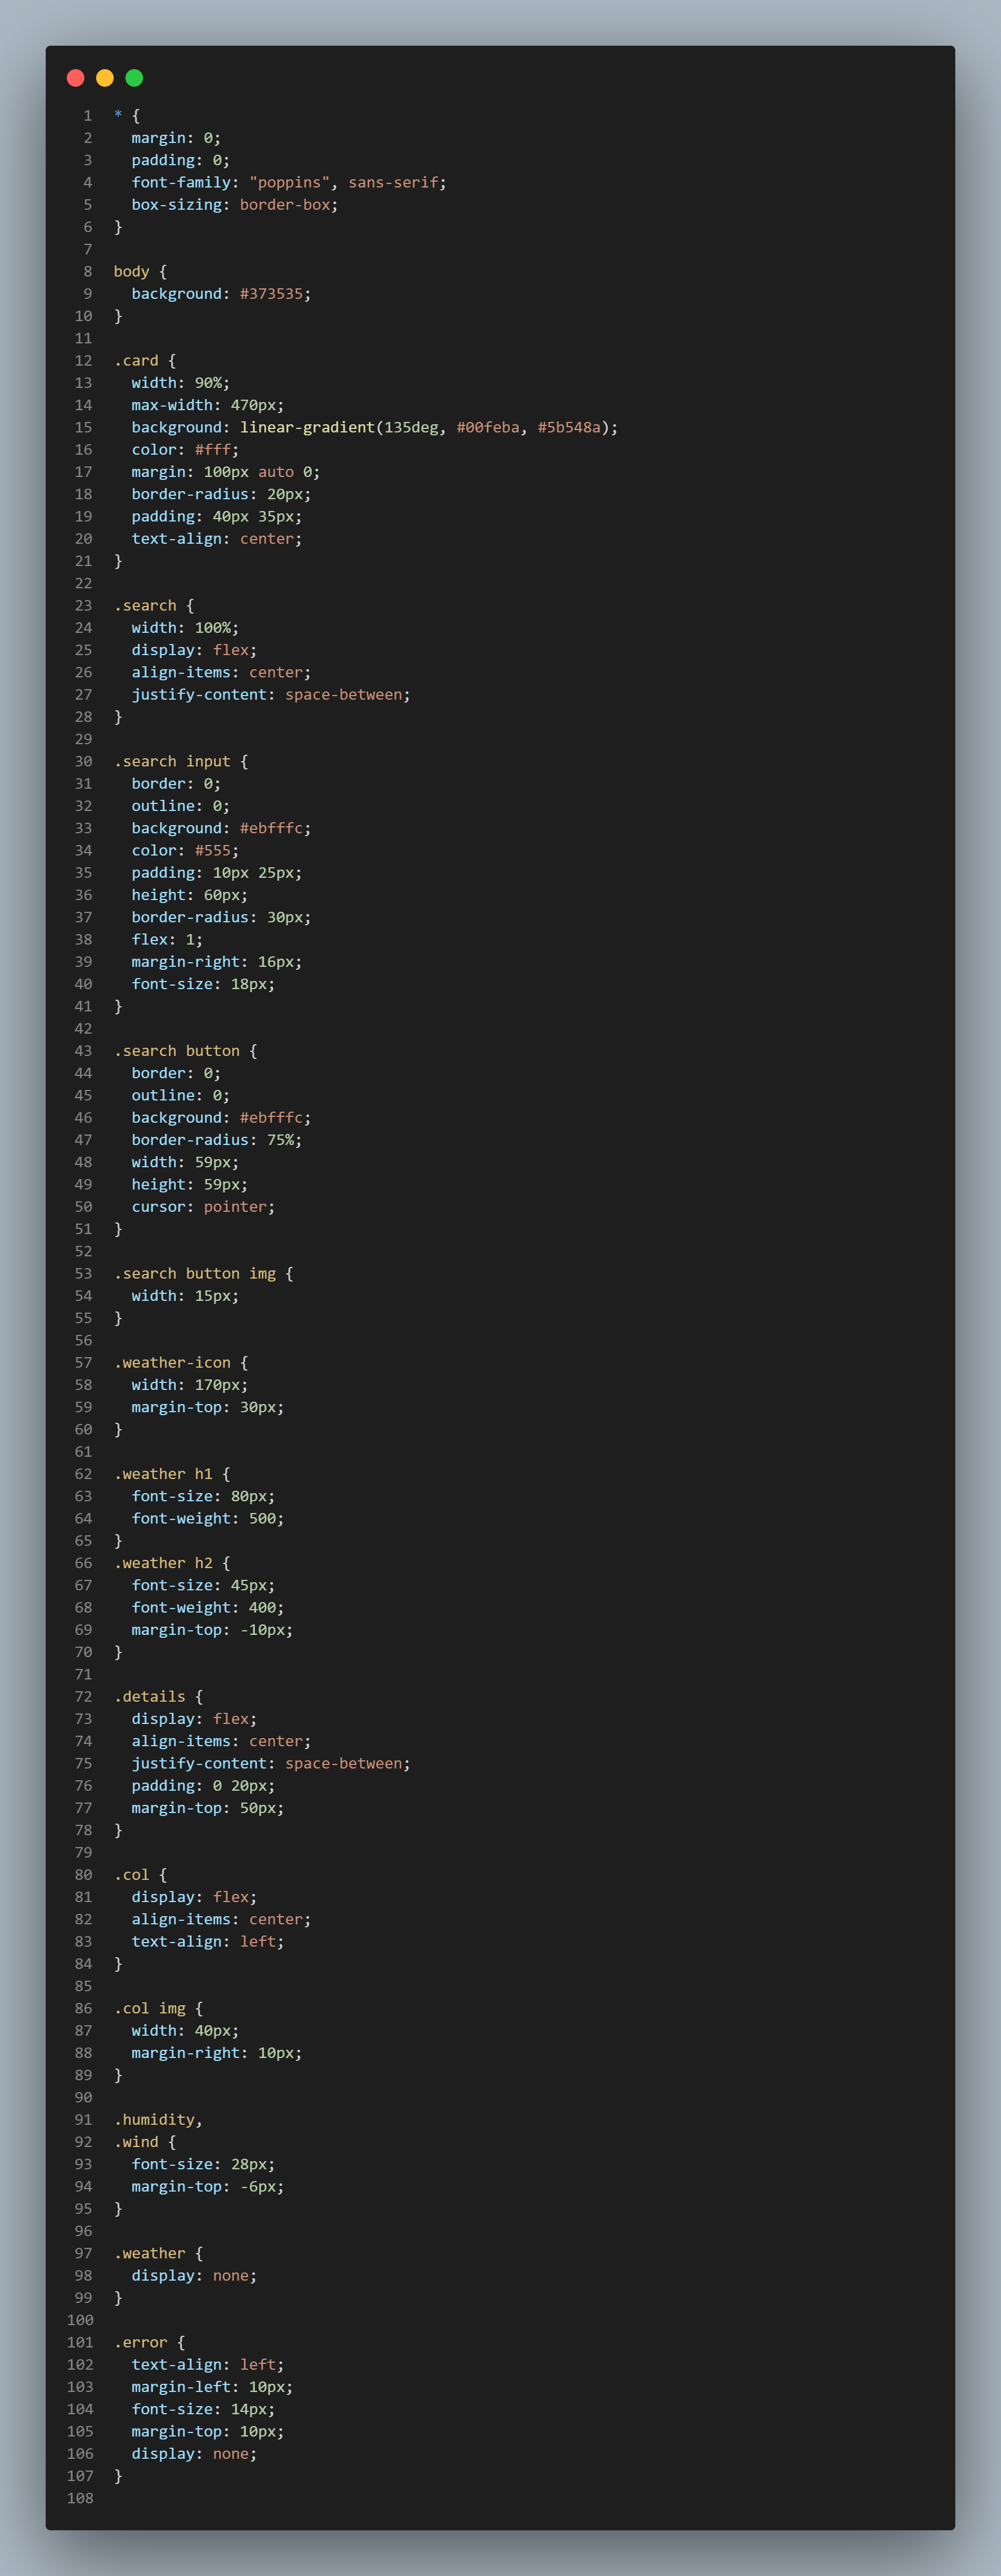 1 * {
2   margin: 0;
3   padding: 0;
4   font-family: "poppins", sans-serif;
5   box-sizing: border-box;
6 }
7
8 body {
9   background: #373535;
10 }
11
12 .card {
13   width: 90%;
14   max-width: 470px;
15   background: linear-gradient(135deg, #00feba, #5b548a);
16   color: #fff;
17   margin: 100px auto 0;
18   border-radius: 20px;
19   padding: 40px 35px;
20   text-align: center;
21 }
22
23 .search {
24   width: 100%;
25   display: flex;
26   align-items: center;
27   justify-content: space-between;
28 }
29
30 .search input {
31   border: 0;
32   outline: 0;
33   background: #ebfffc;
34   color: #555;
35   padding: 10px 25px;
36   height: 60px;
37   border-radius: 30px;
38   flex: 1;
39   margin-right: 16px;
40   font-size: 18px;
41 }
42
43 .search button {
44   border: 0;
45   outline: 0;
46   background: #ebfffc;
47   border-radius: 75%;
48   width: 59px;
49   height: 59px;
50   cursor: pointer;
51 }
52
53 .search button img {
54   width: 15px;
55 }
56
57 .weather-icon {
58   width: 170px;
59   margin-top: 30px;
60 }
61
62 .weather h1 {
63   font-size: 80px;
64   font-weight: 500;
65 }
66 .weather h2 {
67   font-size: 45px;
68   font-weight: 400;
69   margin-top: -10px;
70 }
71
72 .details {
73   display: flex;
74   align-items: center;
75   justify-content: space-between;
76   padding: 0 20px;
77   margin-top: 50px;
78 }
79
80 .col {
81   display: flex;
82   align-items: center;
83   text-align: left;
84 }
85
86 .col img {
87   width: 40px;
88   margin-right: 10px;
89 }
90
91 .humidity,
92 .wind {
93   font-size: 28px;
94   margin-top: -6px;
95 }
96
97 .weather {
98   display: none;
99 }
100
101 .error {
102   text-align: left;
103   margin-left: 10px;
104   font-size: 14px;
105   margin-top: 10px;
106   display: none;
107 }
108